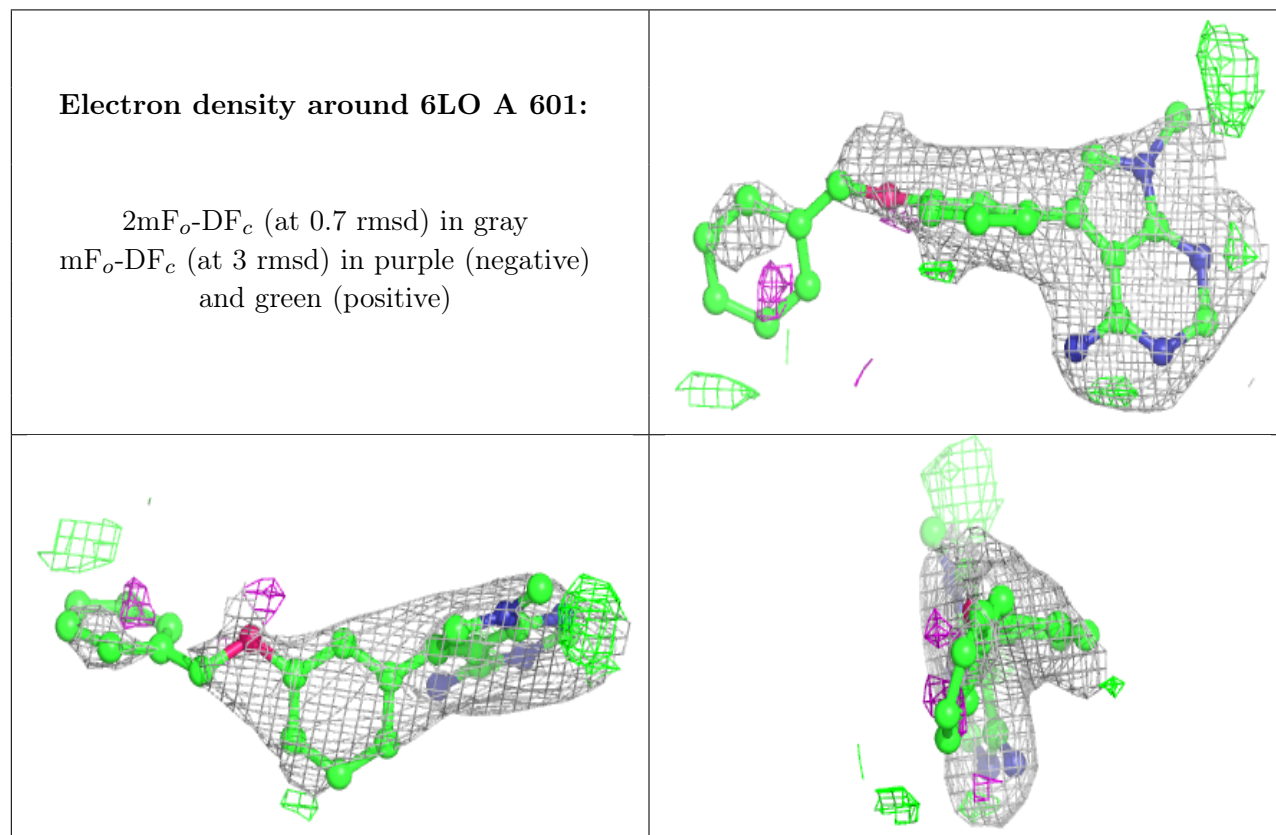 Electron density around 6LO A 601:
2mFo-DFc (at 0.7 rmsd) in gray
mFo-DFc (at 3 rmsd) in purple (negative)
and green (positive)